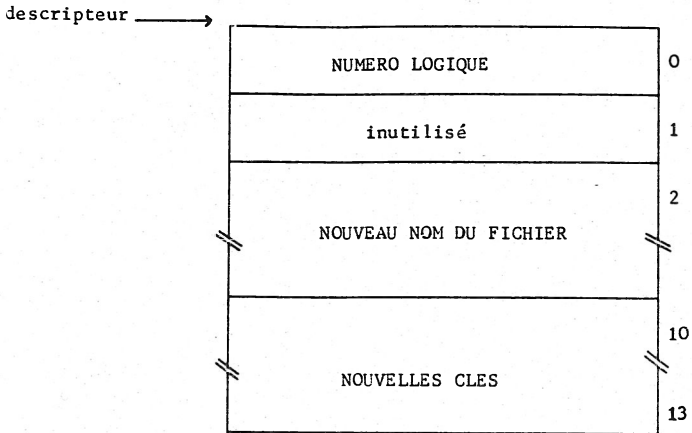 descripteur
NUMERO LOGIQUE 0
inutilisé 1
2
NOUVEAU NOM DU FICHIER
10
NOUVELLES CLES
13